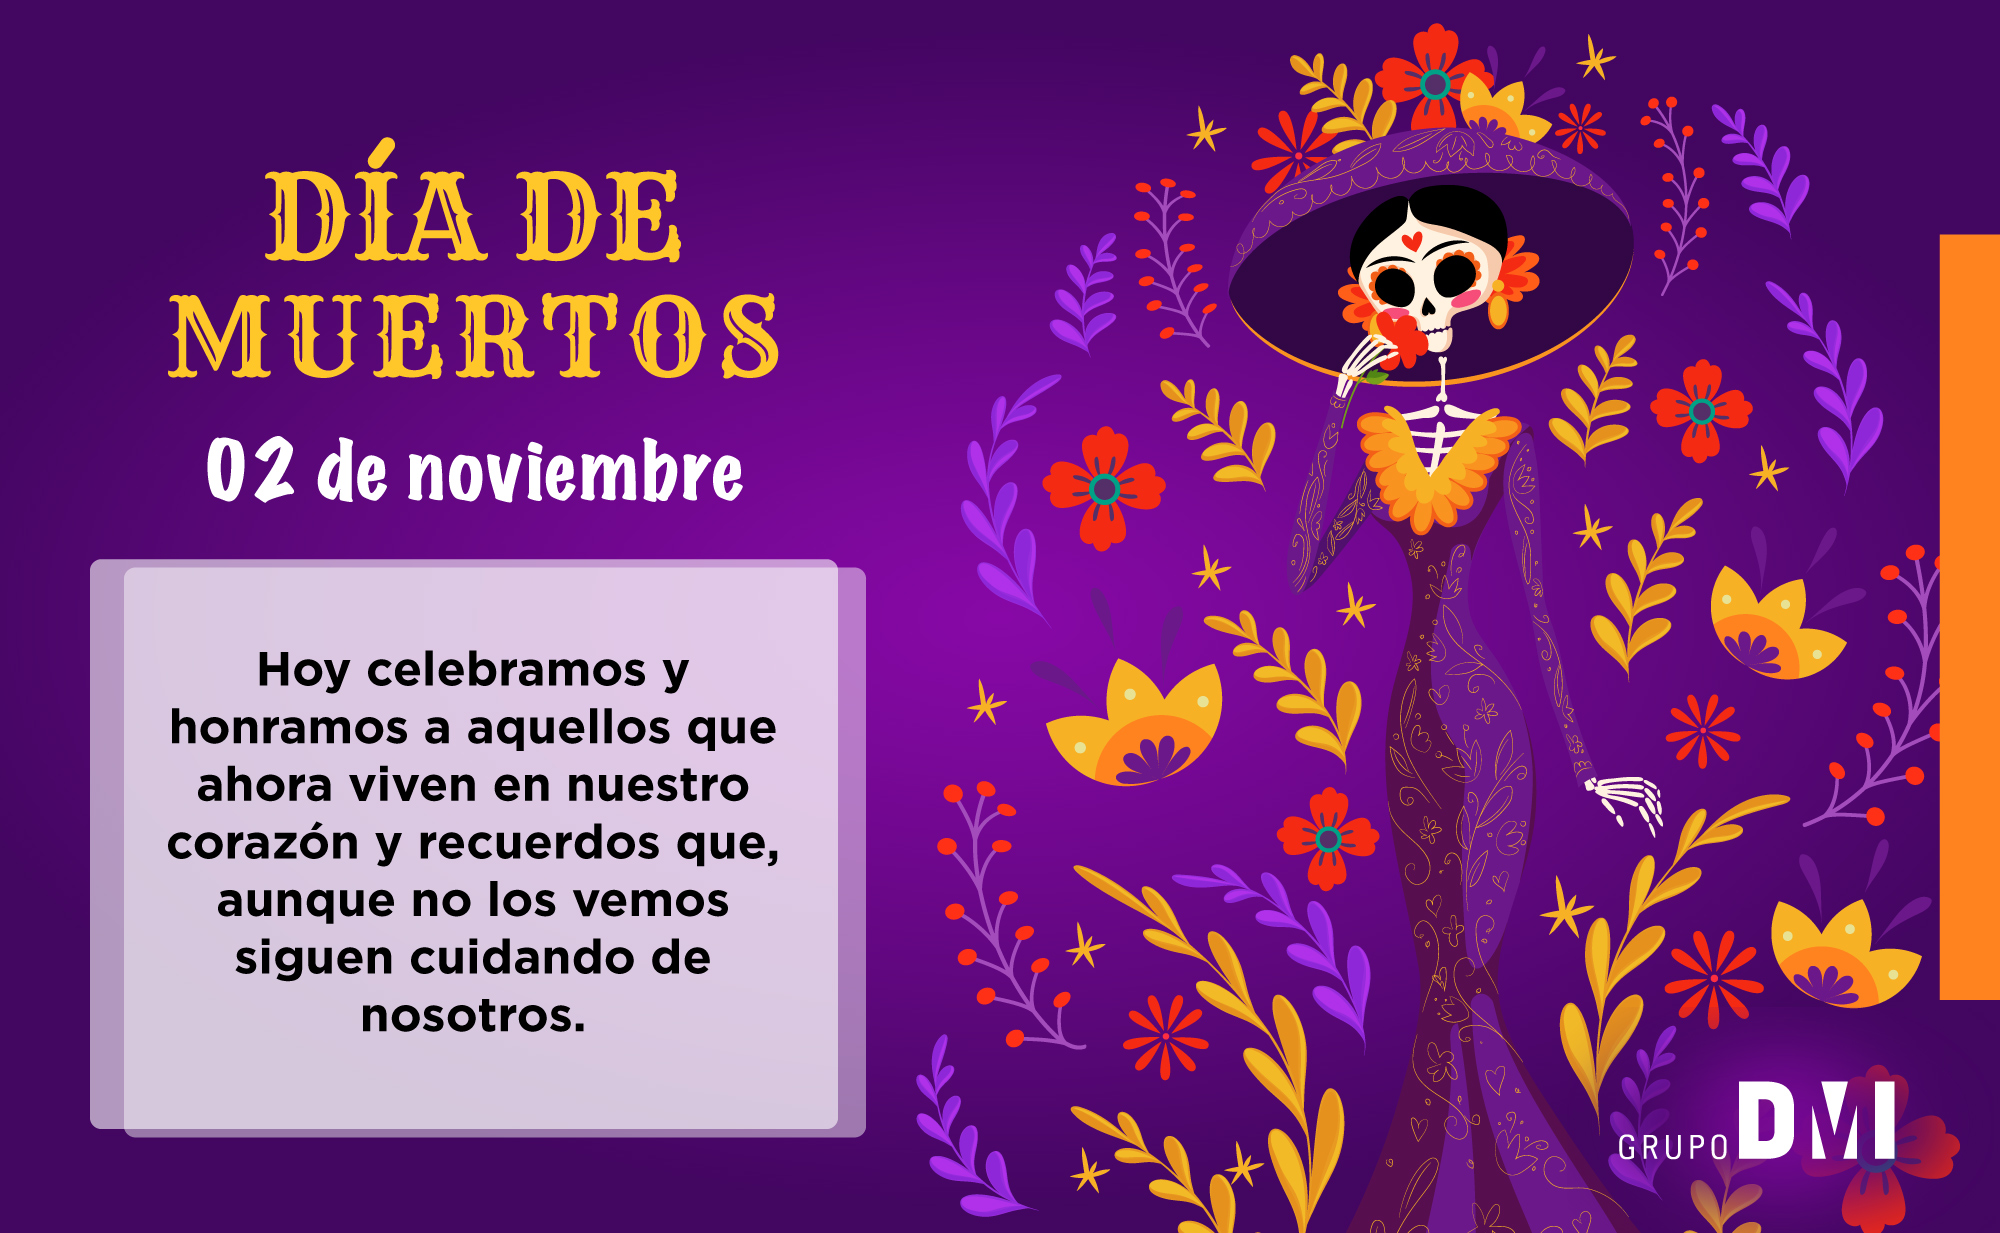 DÍA DE
MUERTOS
02 de noviembre
Hoy celebramos y
honramos a aquellos que
ahora viven en nuestro
corazón y recuerdos que,
aunque no los vemos
siguen cuidando de
nosotros.
GRUPO DMI